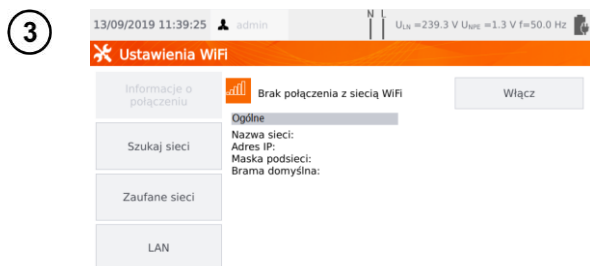 3
13/09/2019 11:39:25 admin N L ULN =239.3 V UNPE =1.3 V f=50.0 Hz
Ustawienia WiFi
Informacje o
połączeniu
Brak połączenia z siecią WiFi
Włącz
Ogólne
Nazwa sieci:
Adres IP:
Maska podsieci:
Brama domyślna:
Szukaj sieci
Zaufane sieci
LAN